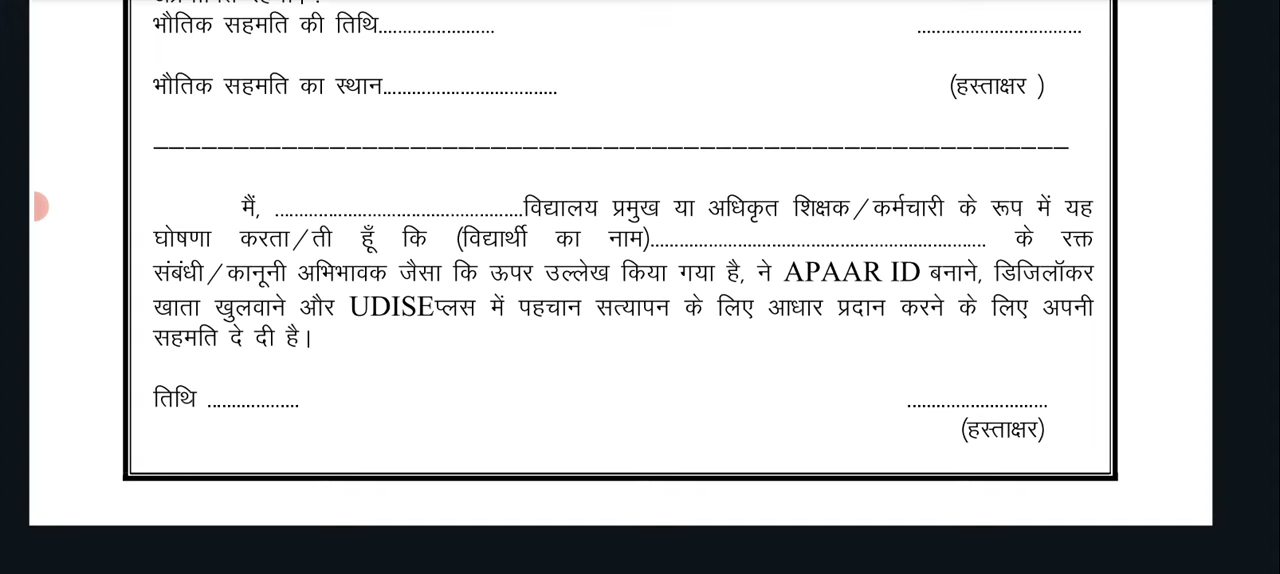 भौतिक सहमति की तिथि........................ ..................................
भौतिक सहमति का स्थान.................................... (हस्ताक्षर )
____________________________________________________________
मैं, ...................................................विद्यालय प्रमुख या अधिकृत शिक्षक/कर्मचारी के रूप में यह
घोषणा करता/ती हूँ कि (विद्यार्थी का नाम)..................................................................... के रक्त
संबंधी/कानूनी अभिभावक जैसा कि ऊपर उल्लेख किया गया है, ने APAAR ID बनाने, डिजिलॉकर
खाता खुलवाने और UDISEप्लस में पहचान सत्यापन के लिए आधार प्रदान करने के लिए अपनी
सहमति दे दी है।
तिथि ................... .............................
(हस्ताक्षर)